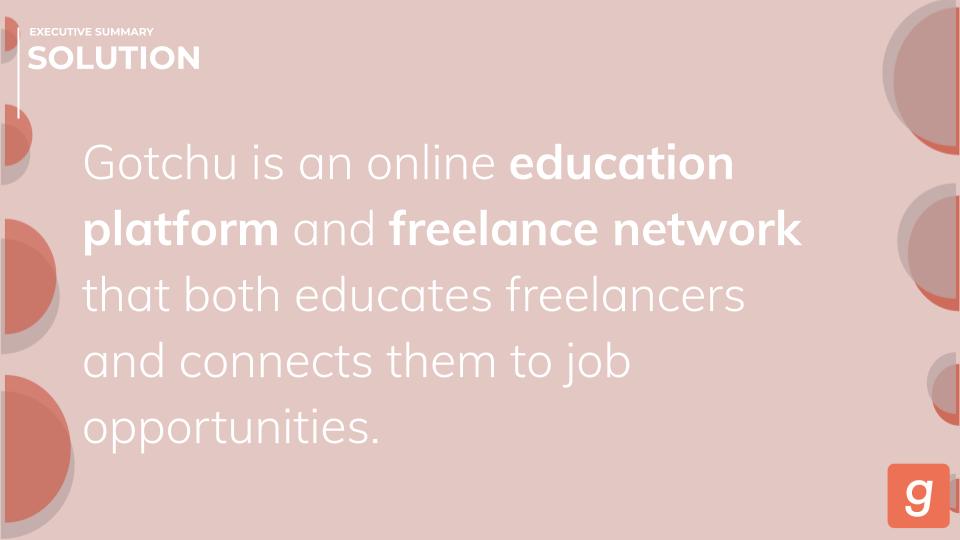 EXECUTIVE SUMMARY
SOLUTION
Gotchu is an online education
platform and freelance network
that both educates freelancers
and connects them to job
opportunities.
g